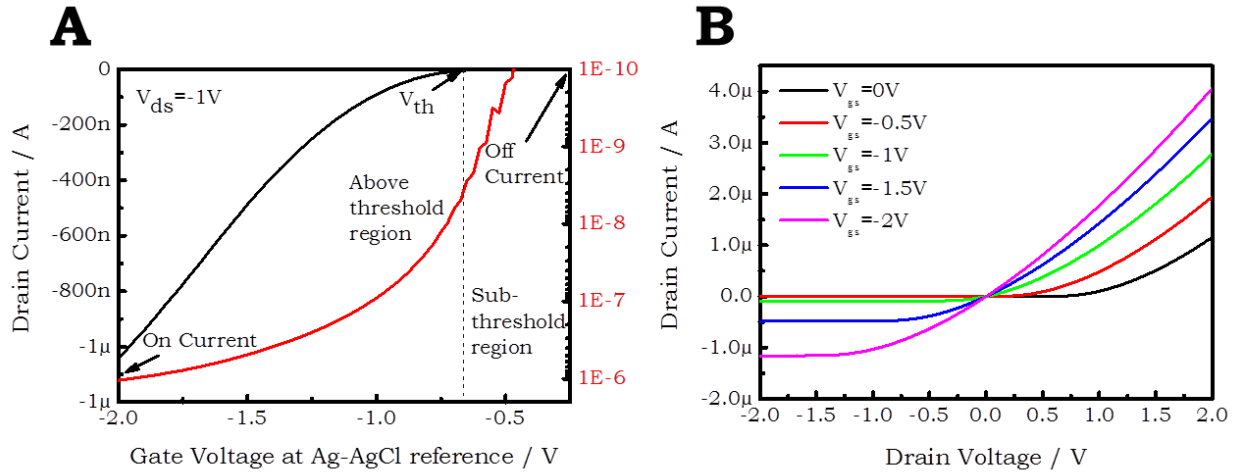 A
B
Drain Current / A
0
-200n
-400n
-600n
-800n
-1µ
-1µ
V_ds=-1V
V_th
Off
Current
Above
threshold
region
Sub-
threshold
region
On Current
1E-10
1E-9
1E-8
1E-7
1E-6
-2.0
-1.5
-1.0
-0.5
Gate Voltage at Ag-AgCl reference / V
Drain Current / A
4.0µ
3.0µ
2.0µ
1.0µ
0.0
-1.0µ
-2.0µ
V_gs=0V
V_gs=-0.5V
V_gs=-1V
V_gs=-1.5V
V_gs=-2V
-2.0
-1.5
-1.0
-0.5
0.0
0.5
1.0
1.5
2.0
Drain Voltage / V